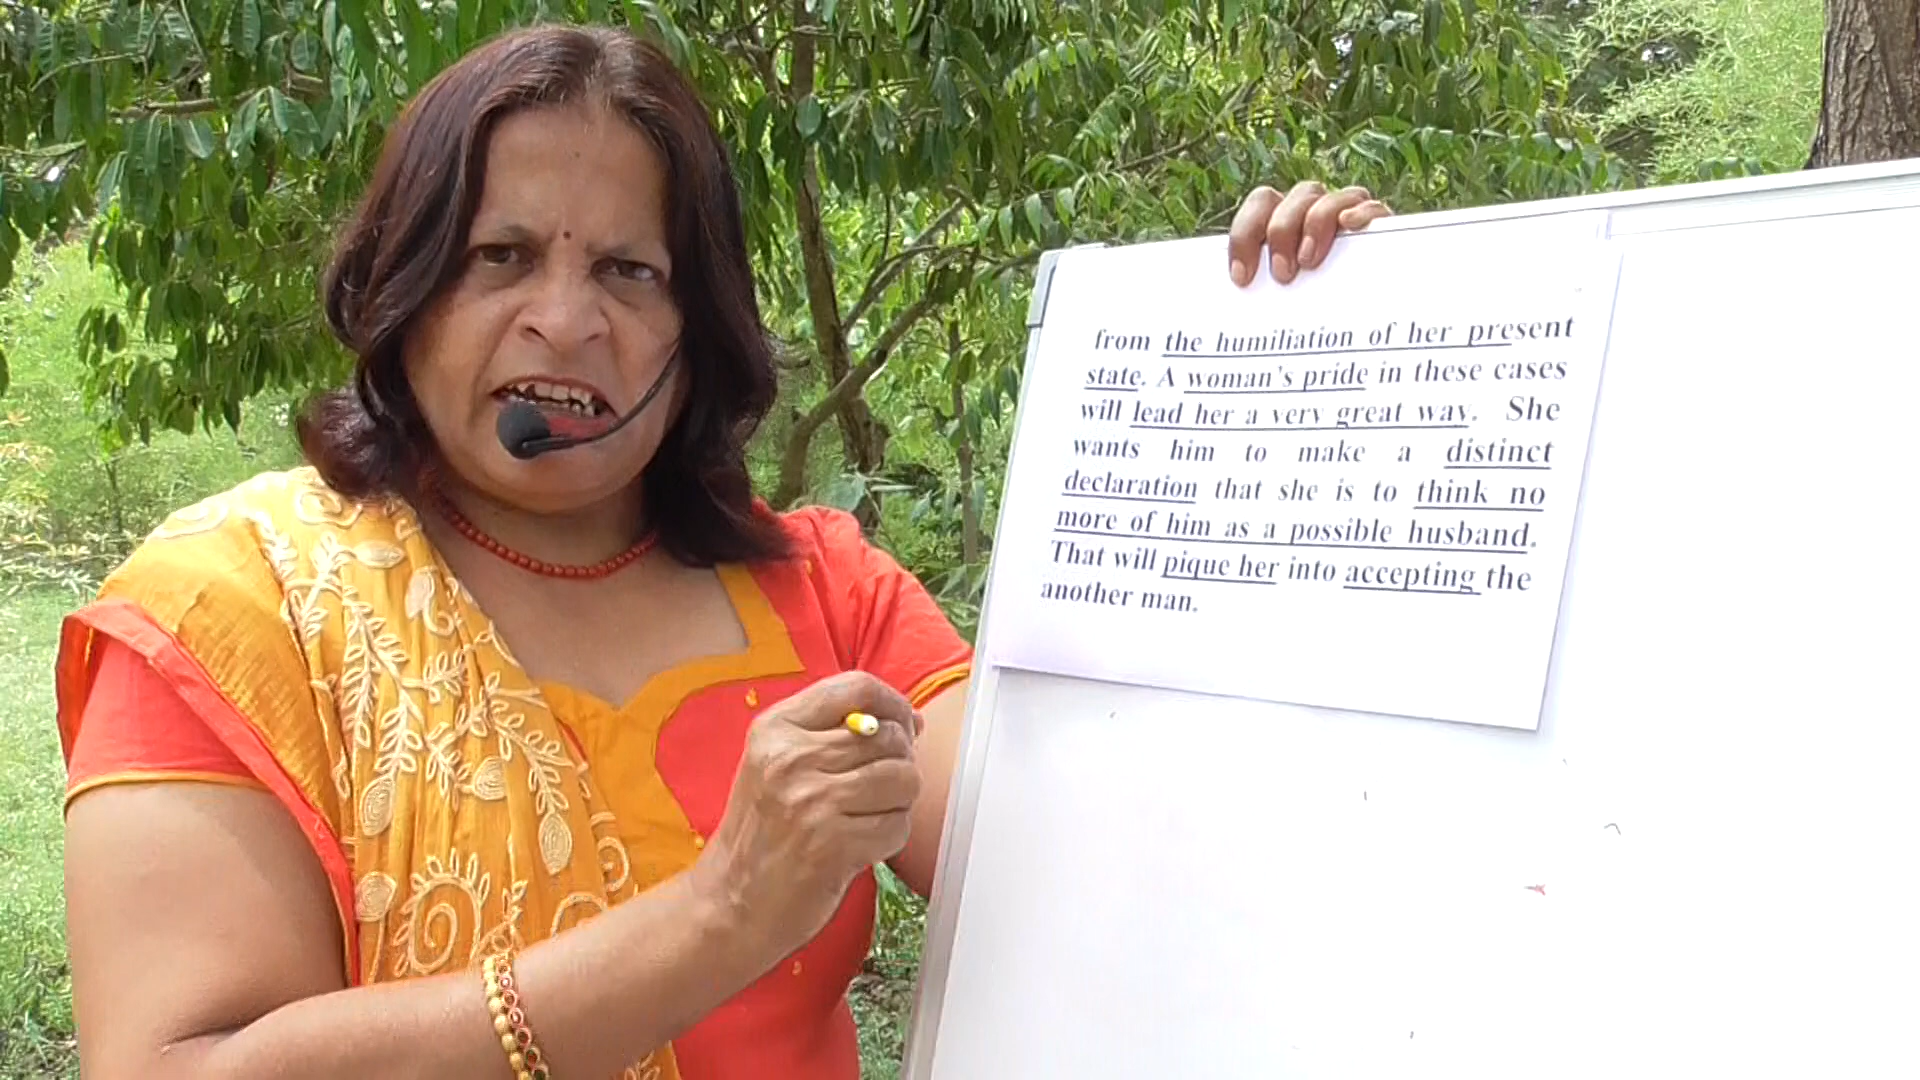 from the humiliation of her present
state. A woman's pride in these cases
will lead her a very great way. She
wants him to make a distinct
declaration that she is to think no
more of him as a possible husband.
That will pique her into accepting the
another man.